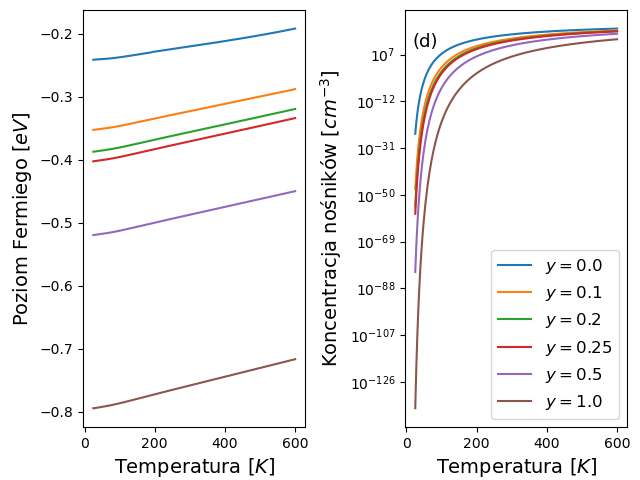 Poziom Fermiego [eV]
−0.2
−0.3
−0.4
−0.5
−0.6
−0.7
−0.8
0
200
400
600
Temperatura [K]
Koncentracja nośników [cm⁻³]
(d)
10⁷
10⁻¹²
10⁻³¹
10⁻⁵⁰
10⁻⁶⁹
10⁻⁸⁸
10⁻¹⁰⁷
10⁻¹²⁶
y = 0.0
y = 0.1
y = 0.2
y = 0.25
y = 0.5
y = 1.0
0
200
400
600
Temperatura [K]